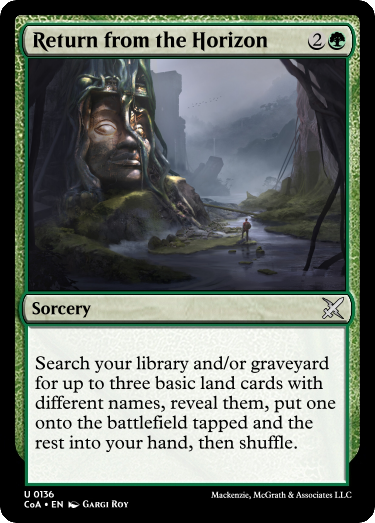 Return from the Horizon 2
Sorcery
Search your library and/or graveyard
for up to three basic land cards with
different names, reveal them, put one
onto the battlefield tapped and the
rest into your hand, then shuffle.
U 0136
CoA • EN Gargi Roy
Mackenzie, McGrath & Associates LLC